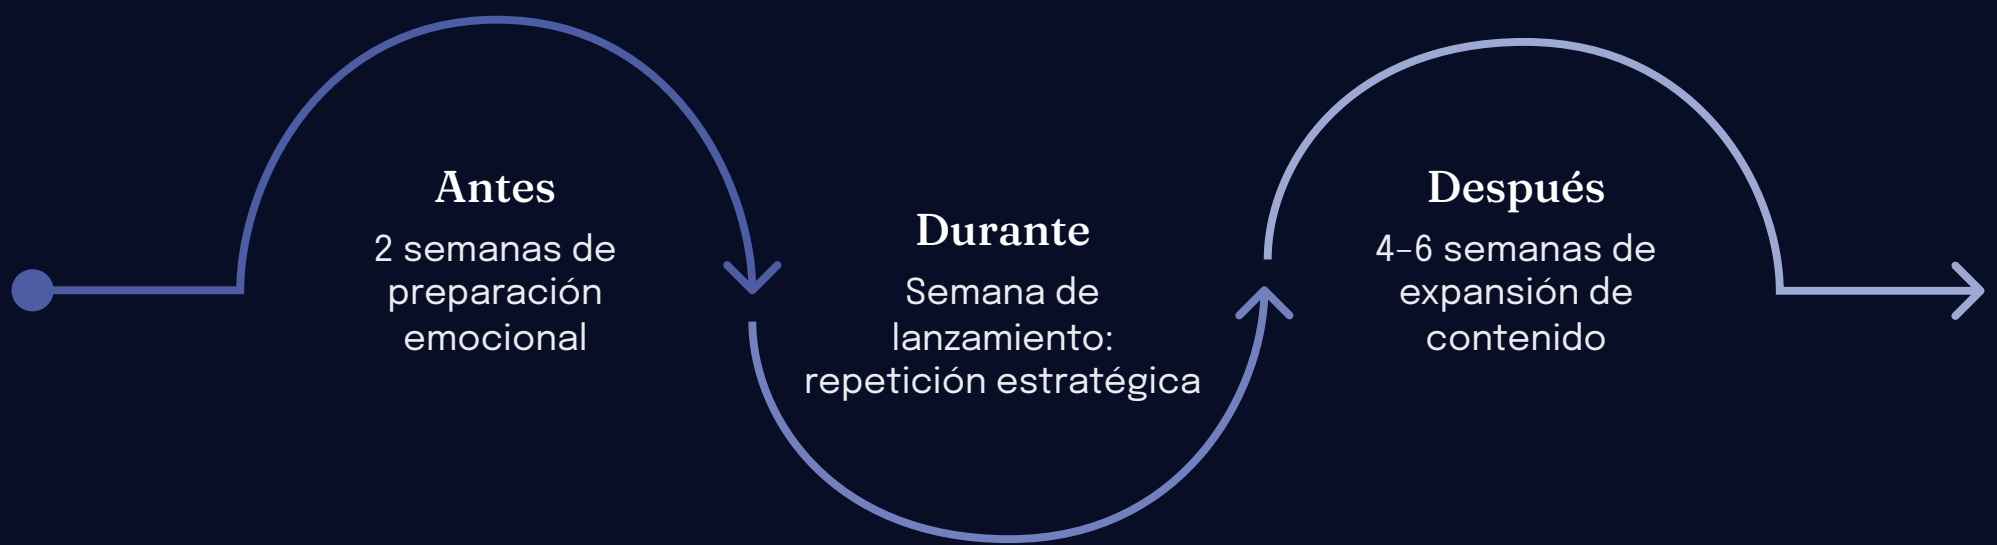 Antes
2 semanas de
preparación
emocional
Durante
Semana de
lanzamiento:
repetición estratégica
Después
4–6 semanas de
expansión de
contenido